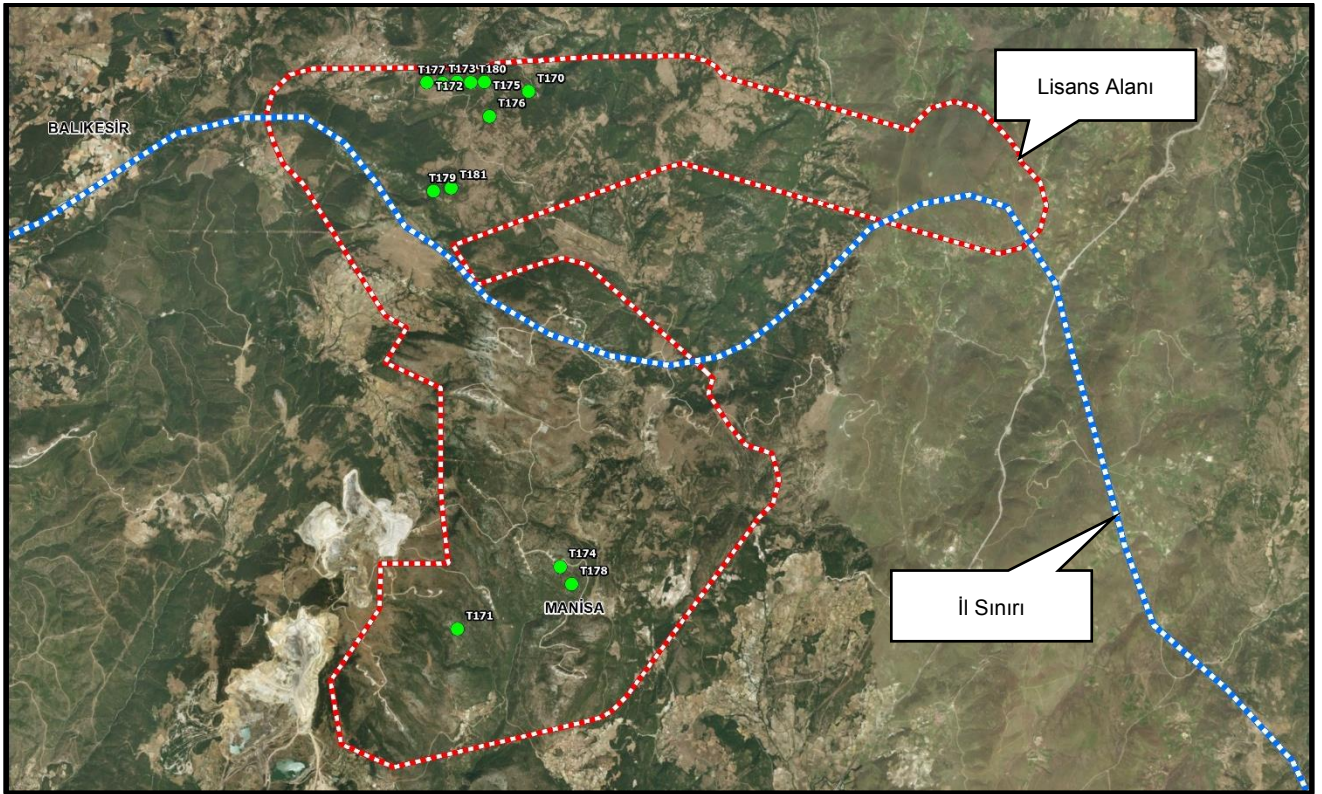 Lisans Alanı
T177
T173
T180
T170
T172
T175
T176
BALIKESİR
T179
T181
T174
T178
MANİSA
T171
İl Sınırı